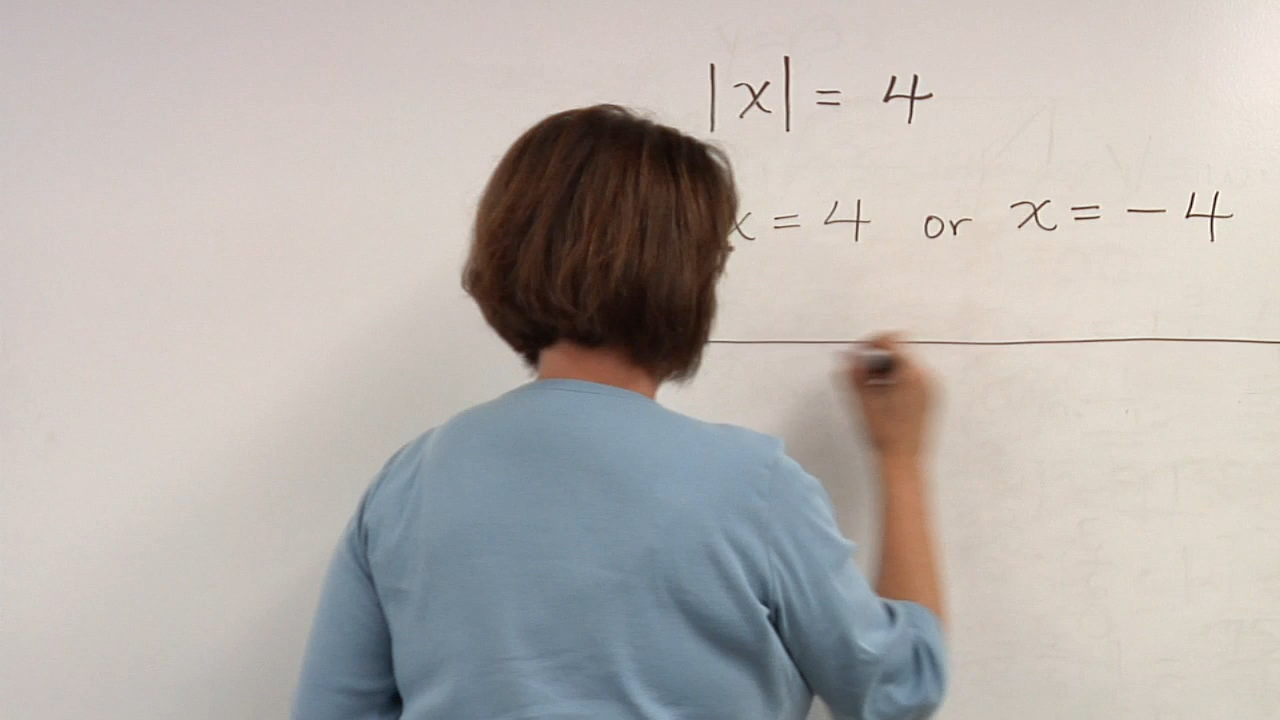 |x| = 4
x = 4 or x = -4